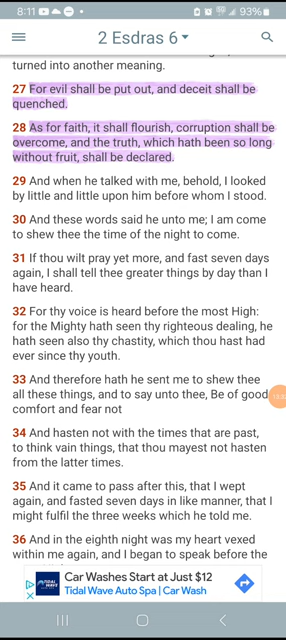 8:11
93%
2 Esdras 6
turned into another meaning.
27 For evil shall be put out, and deceit shall be
quenched.
28 As for faith, it shall flourish, corruption shall be
overcome, and the truth, which hath been so long
without fruit, shall be declared.
29 And when he talked with me, behold, I looked
by little and little upon him before whom I stood.
30 And these words said he unto me; I am come
to shew thee the time of the night to come.
31 If thou wilt pray yet more, and fast seven days
again, I shall tell thee greater things by day than I
have heard.
32 For thy voice is heard before the most High:
for the Mighty hath seen thy righteous dealing, he
hath seen also thy chastity, which thou hast had
ever since thy youth.
33 And therefore hath he sent me to shew thee
all these things, and to say unto thee, Be of good
comfort and fear not
34 And hasten not with the times that are past,
to think vain things, that thou mayest not hasten
from the latter times.
35 And it came to pass after this, that I wept
again, and fasted seven days in like manner, that I
might fulfil the three weeks which he told me.
36 And in the eighth night was my heart vexed
within me again, and I began to speak before the
Car Washes Start at Just $12
Tidal Wave Auto Spa | Car Wash